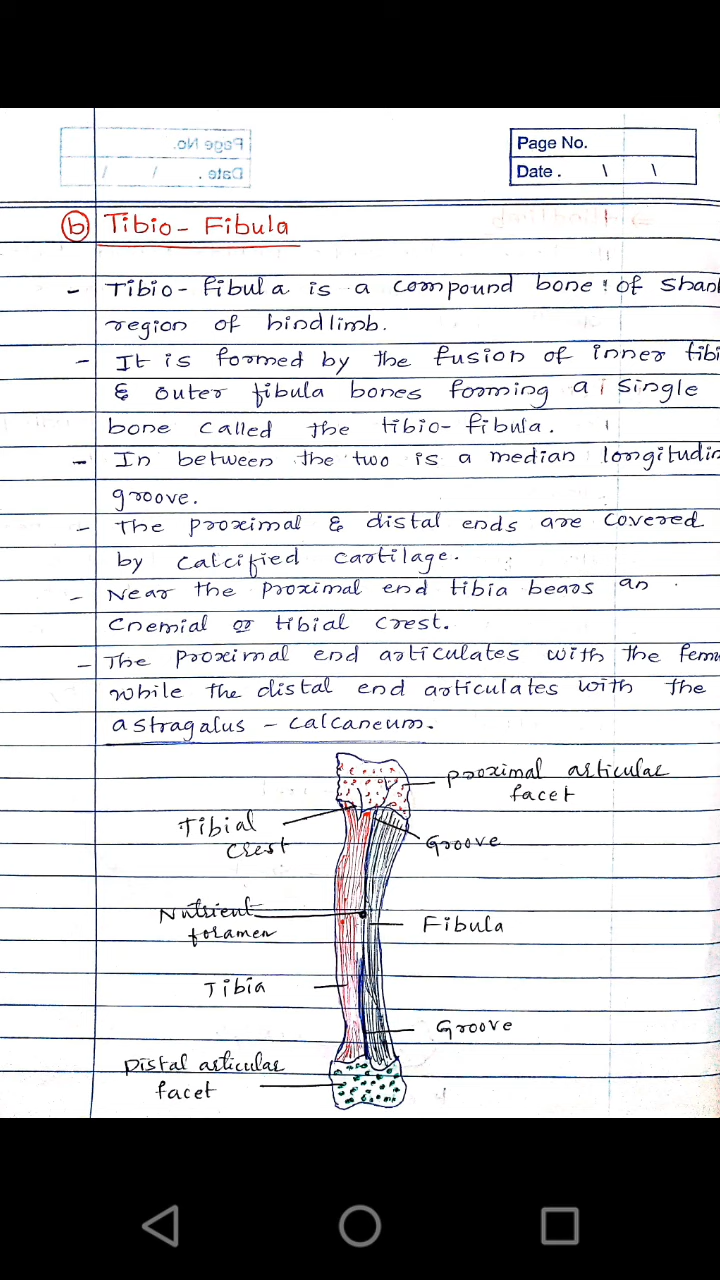 Page No.
Date . \ \
Page No.
Date . \ \
(b) Tibio - Fibula
- Tibio - fibula is a compound bone of shan
region of hindlimb.
- It is formed by the fusion of inner tibi
& outer fibula bones forming a single
bone called the tibio - fibula.
- In between the two is a median longitudin
groove.
- The proximal & distal ends are covered
by calcified cartilage.
- Near the proximal end tibia bears an
Cnemial or tibial crest.
- The proximal end articulates with the fem
while the distal end articulates with the
astragalus - calcaneum.
proximal articular
facet
Tibial
crest
Groove
Nutrient
foramen
Fibula
Tibia
Groove
Distal articular
facet